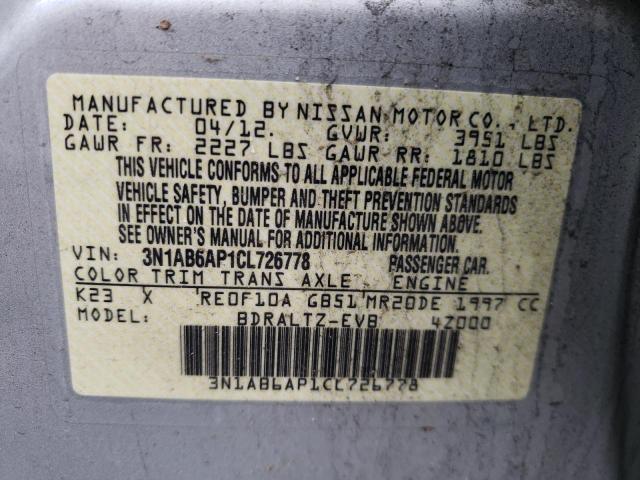 MANUFACTURED BY NISSAN MOTOR CO., LTD.
DATE: 04/12. GVWR: 3951 LBS
GAWR FR: 2227 LBS GAWR RR: 1810 LBS
THIS VEHICLE CONFORMS TO ALL APPLICABLE FEDERAL MOTOR
VEHICLE SAFETY, BUMPER AND THEFT PREVENTION STANDARDS
IN EFFECT ON THE DATE OF MANUFACTURE SHOWN ABOVE.
SEE OWNER'S MANUAL FOR ADDITIONAL INFORMATION.
VIN: 3N1AB6AP1CL726778 PASSENGER CAR.
COLOR TRIM TRANS AXLE ENGINE
K23 X RE0F10A GB51 MR20DE 1997 CC
MODEL: BDRALTZ-EVB 4Z000
3N1AB6AP1CL726778